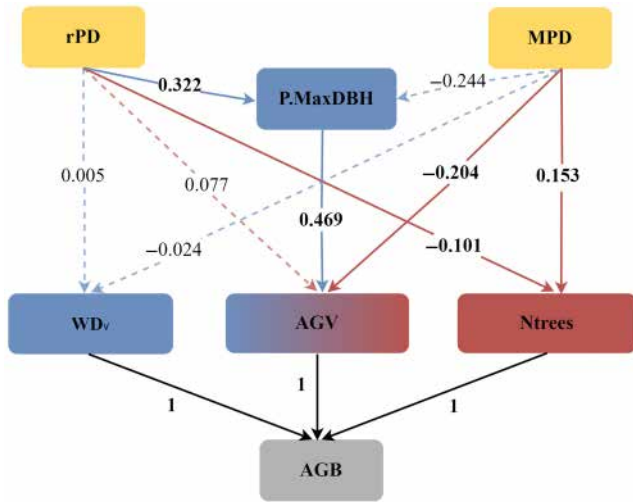 rPD
MPD
0.322
−0.244
P.MaxDBH
0.005
0.077
−0.204
0.153
0.469
−0.024
−0.101
WDv
AGV
Ntrees
1
1
1
AGB